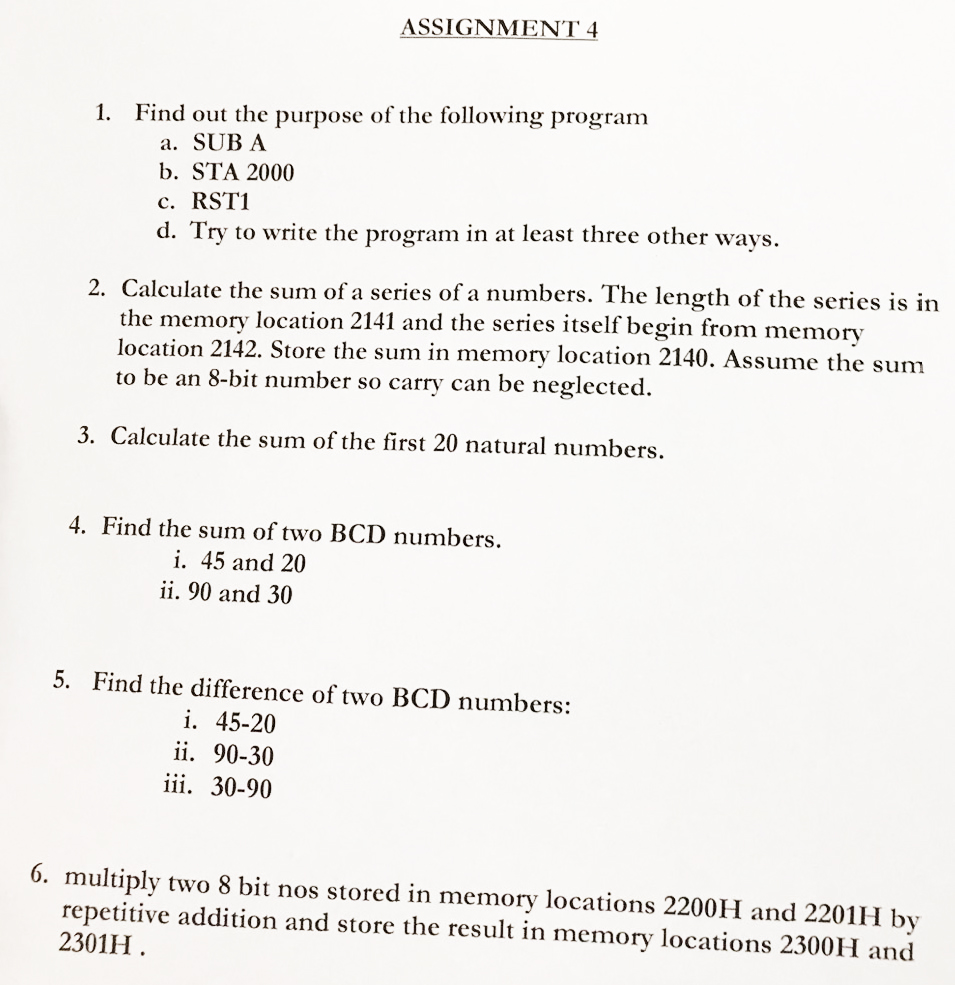 ASSIGNMENT 4
1. Find out the purpose of the following program
a. SUB A
b. STA 2000
c. RST1
d. Try to write the program in at least three other ways.
2. Calculate the sum of a series of a numbers. The length of the series is in
the memory location 2141 and the series itself begin from memory
location 2142. Store the sum in memory location 2140. Assume the sum
to be an 8-bit number so carry can be neglected.
3. Calculate the sum of the first 20 natural numbers.
4. Find the sum of two BCD numbers.
i. 45 and 20
ii. 90 and 30
5. Find the difference of two BCD numbers:
i. 45-20
ii. 90-30
iii. 30-90
6. multiply two 8 bit nos stored in memory locations 2200H and 2201H by
repetitive addition and store the result in memory locations 2300H and
2301H .